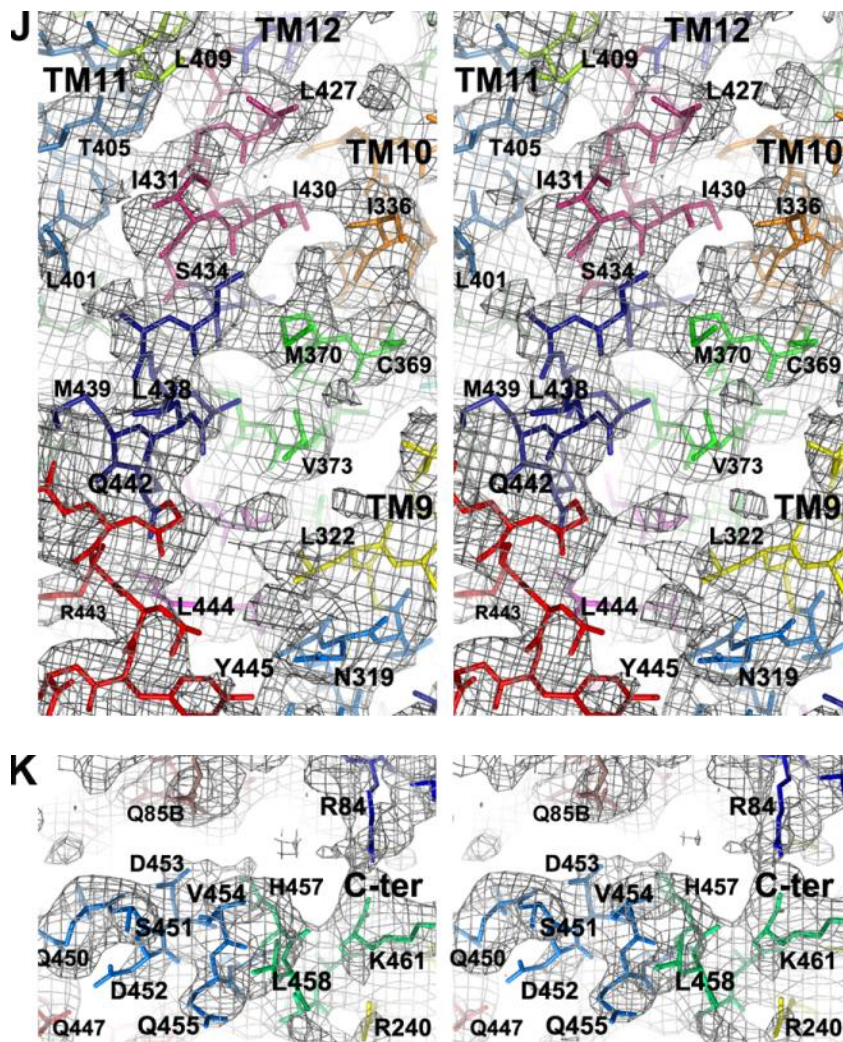 J
TM12 TM12
L409 L409
TM11 TM11
L427 L427
T405 T405
TM10 TM10
I431 I431
I430 I430
I336 I336
S434 S434
L401 L401
M370 M370
C369 C369
M439 L438 M439 L438
V373 V373
Q442 Q442
TM9 TM9
L322 L322
R443 L444 R443 L444
Y445 N319 Y445 N319
K
R84 R84
Q85B Q85B
D453 D453
V454 H457 C-ter V454 H457 C-ter
S451 S451
Q450 K461 Q450 K461
D452 L458 D452 L458
Q447 Q455 R240 Q447 Q455 R240